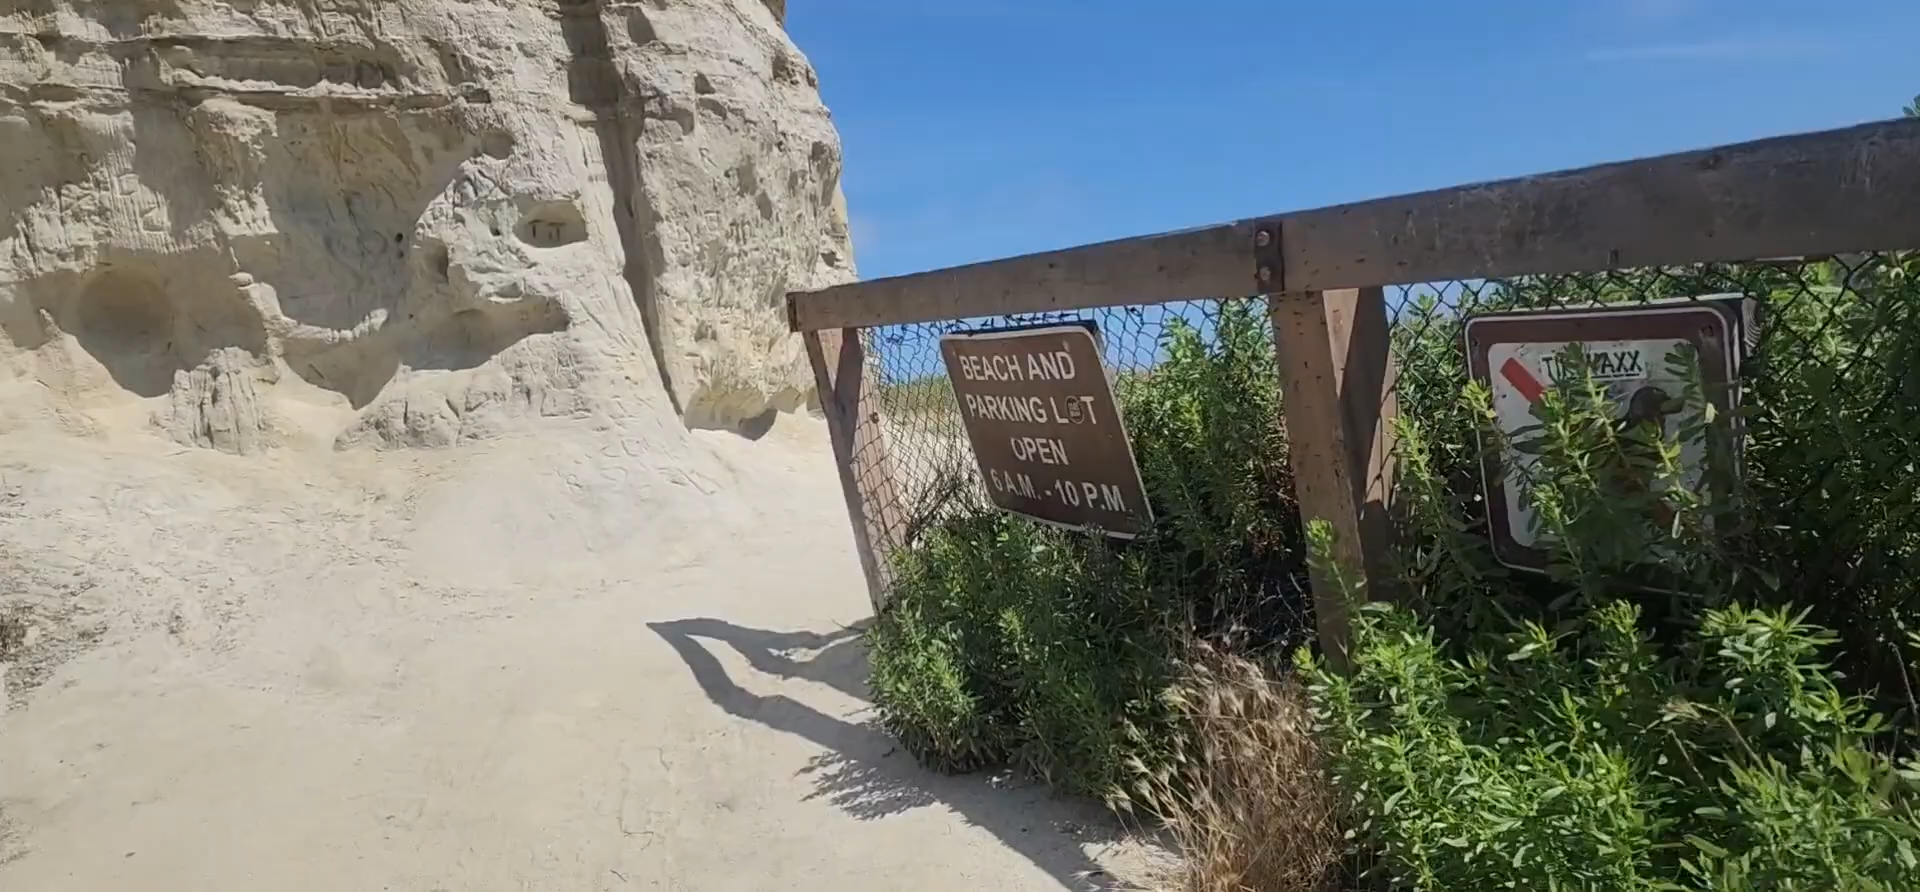 BEACH AND
PARKING LOT
OPEN
6 A.M. - 10 P.M.